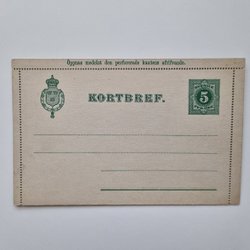 Öppnas medelst den perforerade kantens afrifvande.
KORTBREF.
5